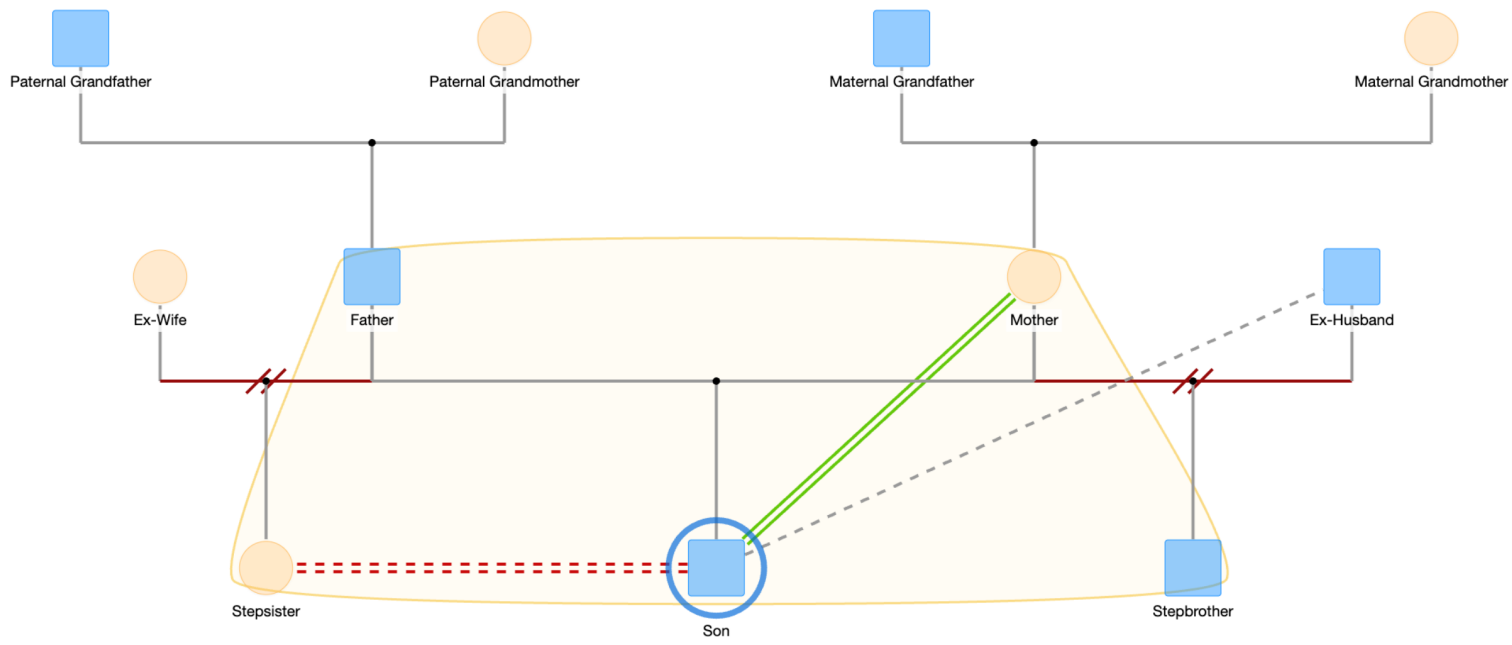 Paternal Grandfather
Paternal Grandmother
Maternal Grandfather
Maternal Grandmother
Ex-Wife
Father
Mother
Ex-Husband
Stepsister
Son
Stepbrother